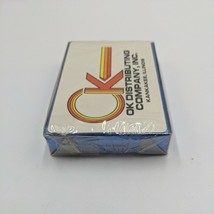 OK
OK DISTRIBUTING
COMPANY, INC.
KANKAKEE, ILLINOIS